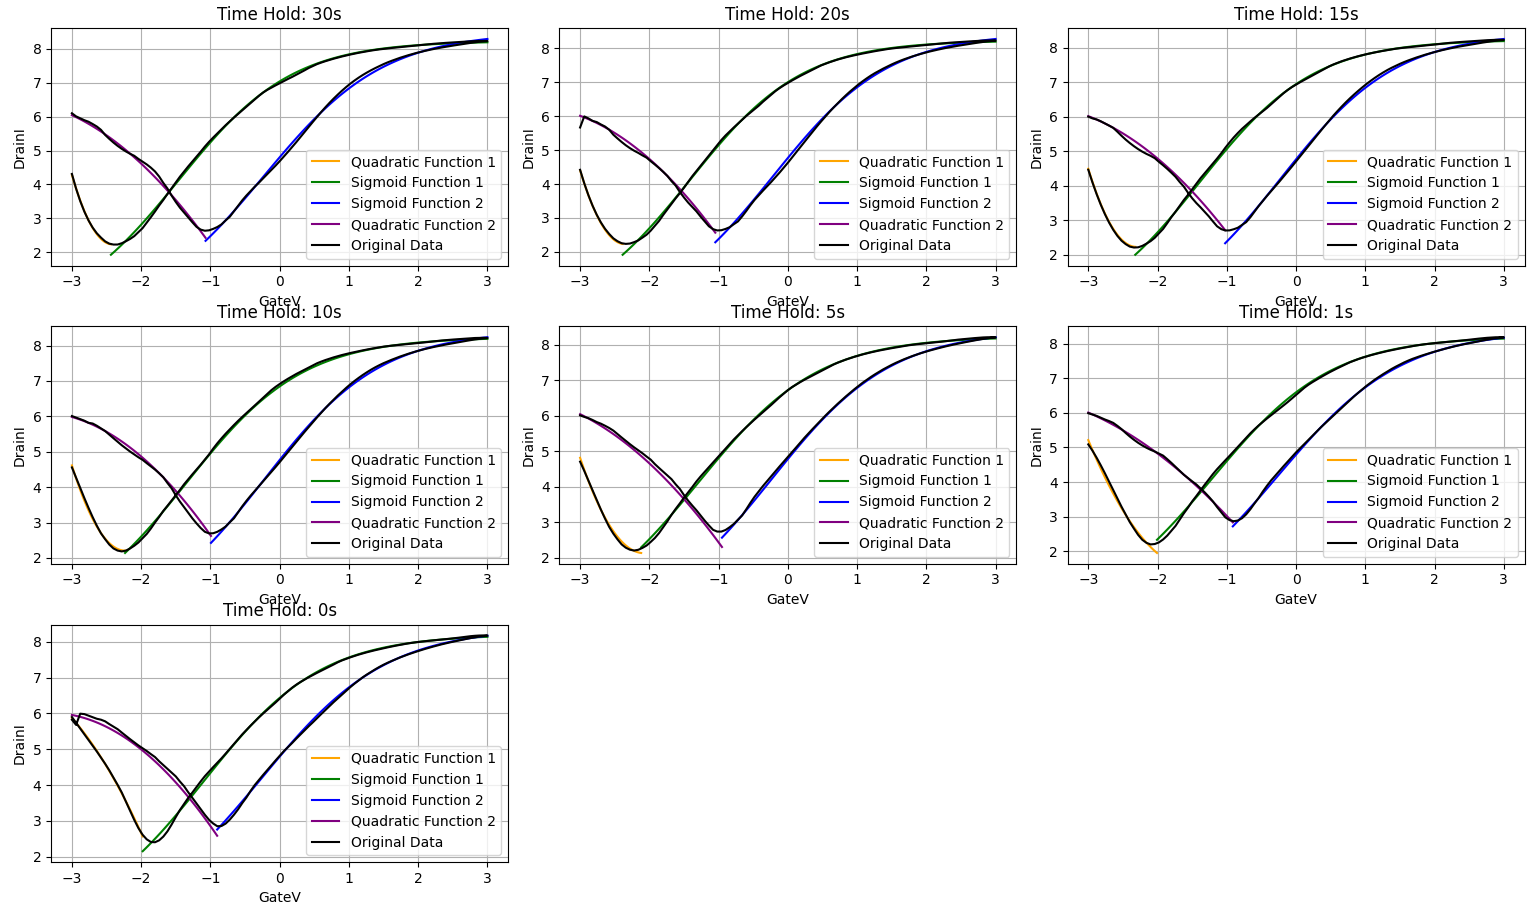 Time Hold: 30s
DrainI
8
7
6
5
4
3
2
Quadratic Function 1
Sigmoid Function 1
Sigmoid Function 2
Quadratic Function 2
Original Data
−3 −2 −1 0 1 2 3
GateV
Time Hold: 20s
DrainI
8
7
6
5
4
3
2
Quadratic Function 1
Sigmoid Function 1
Sigmoid Function 2
Quadratic Function 2
Original Data
−3 −2 −1 0 1 2 3
GateV
Time Hold: 15s
DrainI
8
7
6
5
4
3
2
Quadratic Function 1
Sigmoid Function 1
Sigmoid Function 2
Quadratic Function 2
Original Data
−3 −2 −1 0 1 2 3
GateV
Time Hold: 10s
DrainI
8
7
6
5
4
3
2
Quadratic Function 1
Sigmoid Function 1
Sigmoid Function 2
Quadratic Function 2
Original Data
−3 −2 −1 0 1 2 3
GateV
Time Hold: 5s
DrainI
8
7
6
5
4
3
2
Quadratic Function 1
Sigmoid Function 1
Sigmoid Function 2
Quadratic Function 2
Original Data
−3 −2 −1 0 1 2 3
GateV
Time Hold: 1s
DrainI
8
7
6
5
4
3
2
Quadratic Function 1
Sigmoid Function 1
Sigmoid Function 2
Quadratic Function 2
Original Data
−3 −2 −1 0 1 2 3
GateV
Time Hold: 0s
DrainI
8
7
6
5
4
3
2
Quadratic Function 1
Sigmoid Function 1
Sigmoid Function 2
Quadratic Function 2
Original Data
−3 −2 −1 0 1 2 3
GateV